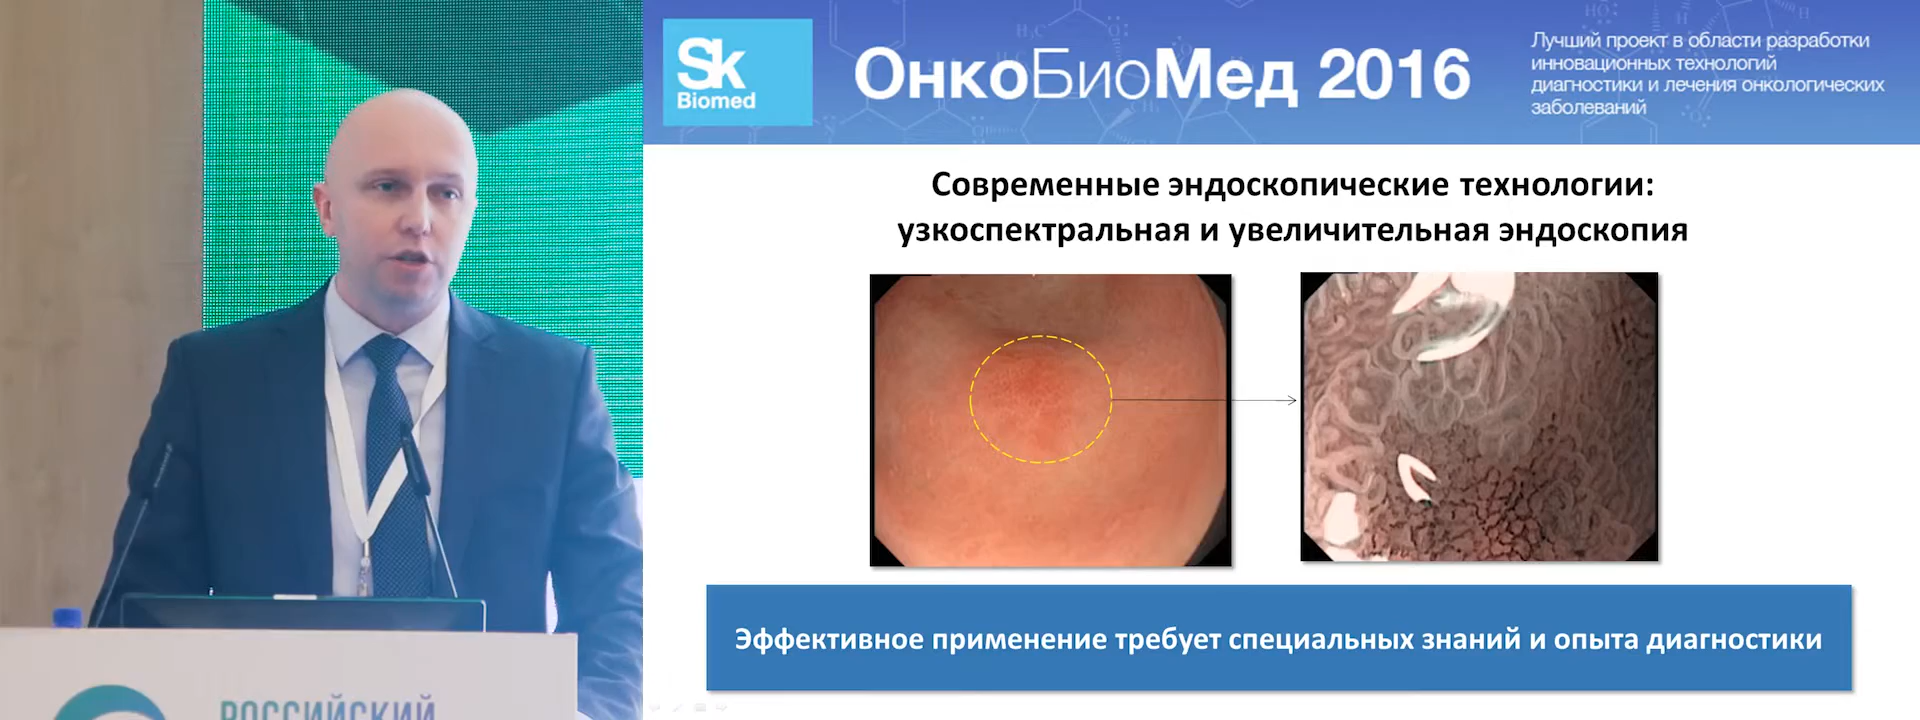 Sk
Biomed
ОнкоБиоМед 2016
Лучший проект в области разработки
инновационных технологий
диагностики и лечения онкологических
заболеваний
Современные эндоскопические технологии:
узкоспектральная и увеличительная эндоскопия
Эффективное применение требует специальных знаний и опыта диагностики
РОССИЙСКИЙ